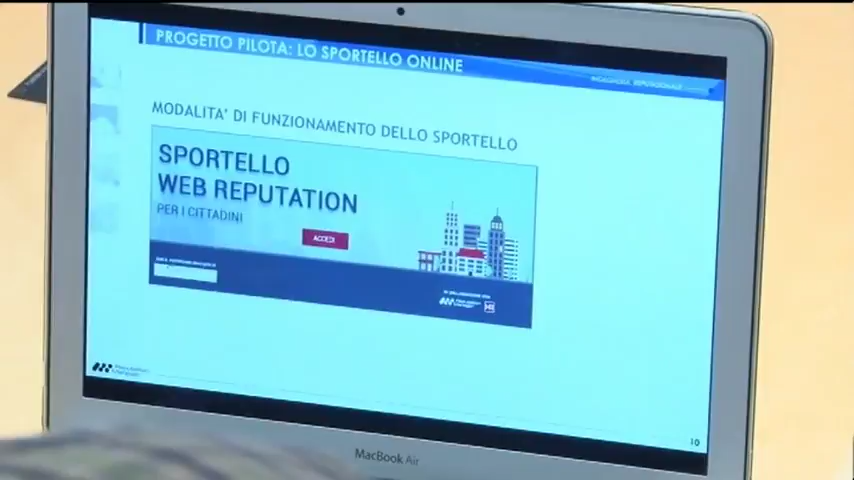 PROGETTO PILOTA: LO SPORTELLO ONLINE
MODALITA' DI FUNZIONAMENTO DELLO SPORTELLO
SPORTELLO
WEB REPUTATION
PER I CITTADINI
ACCEDI
10
MacBook Air